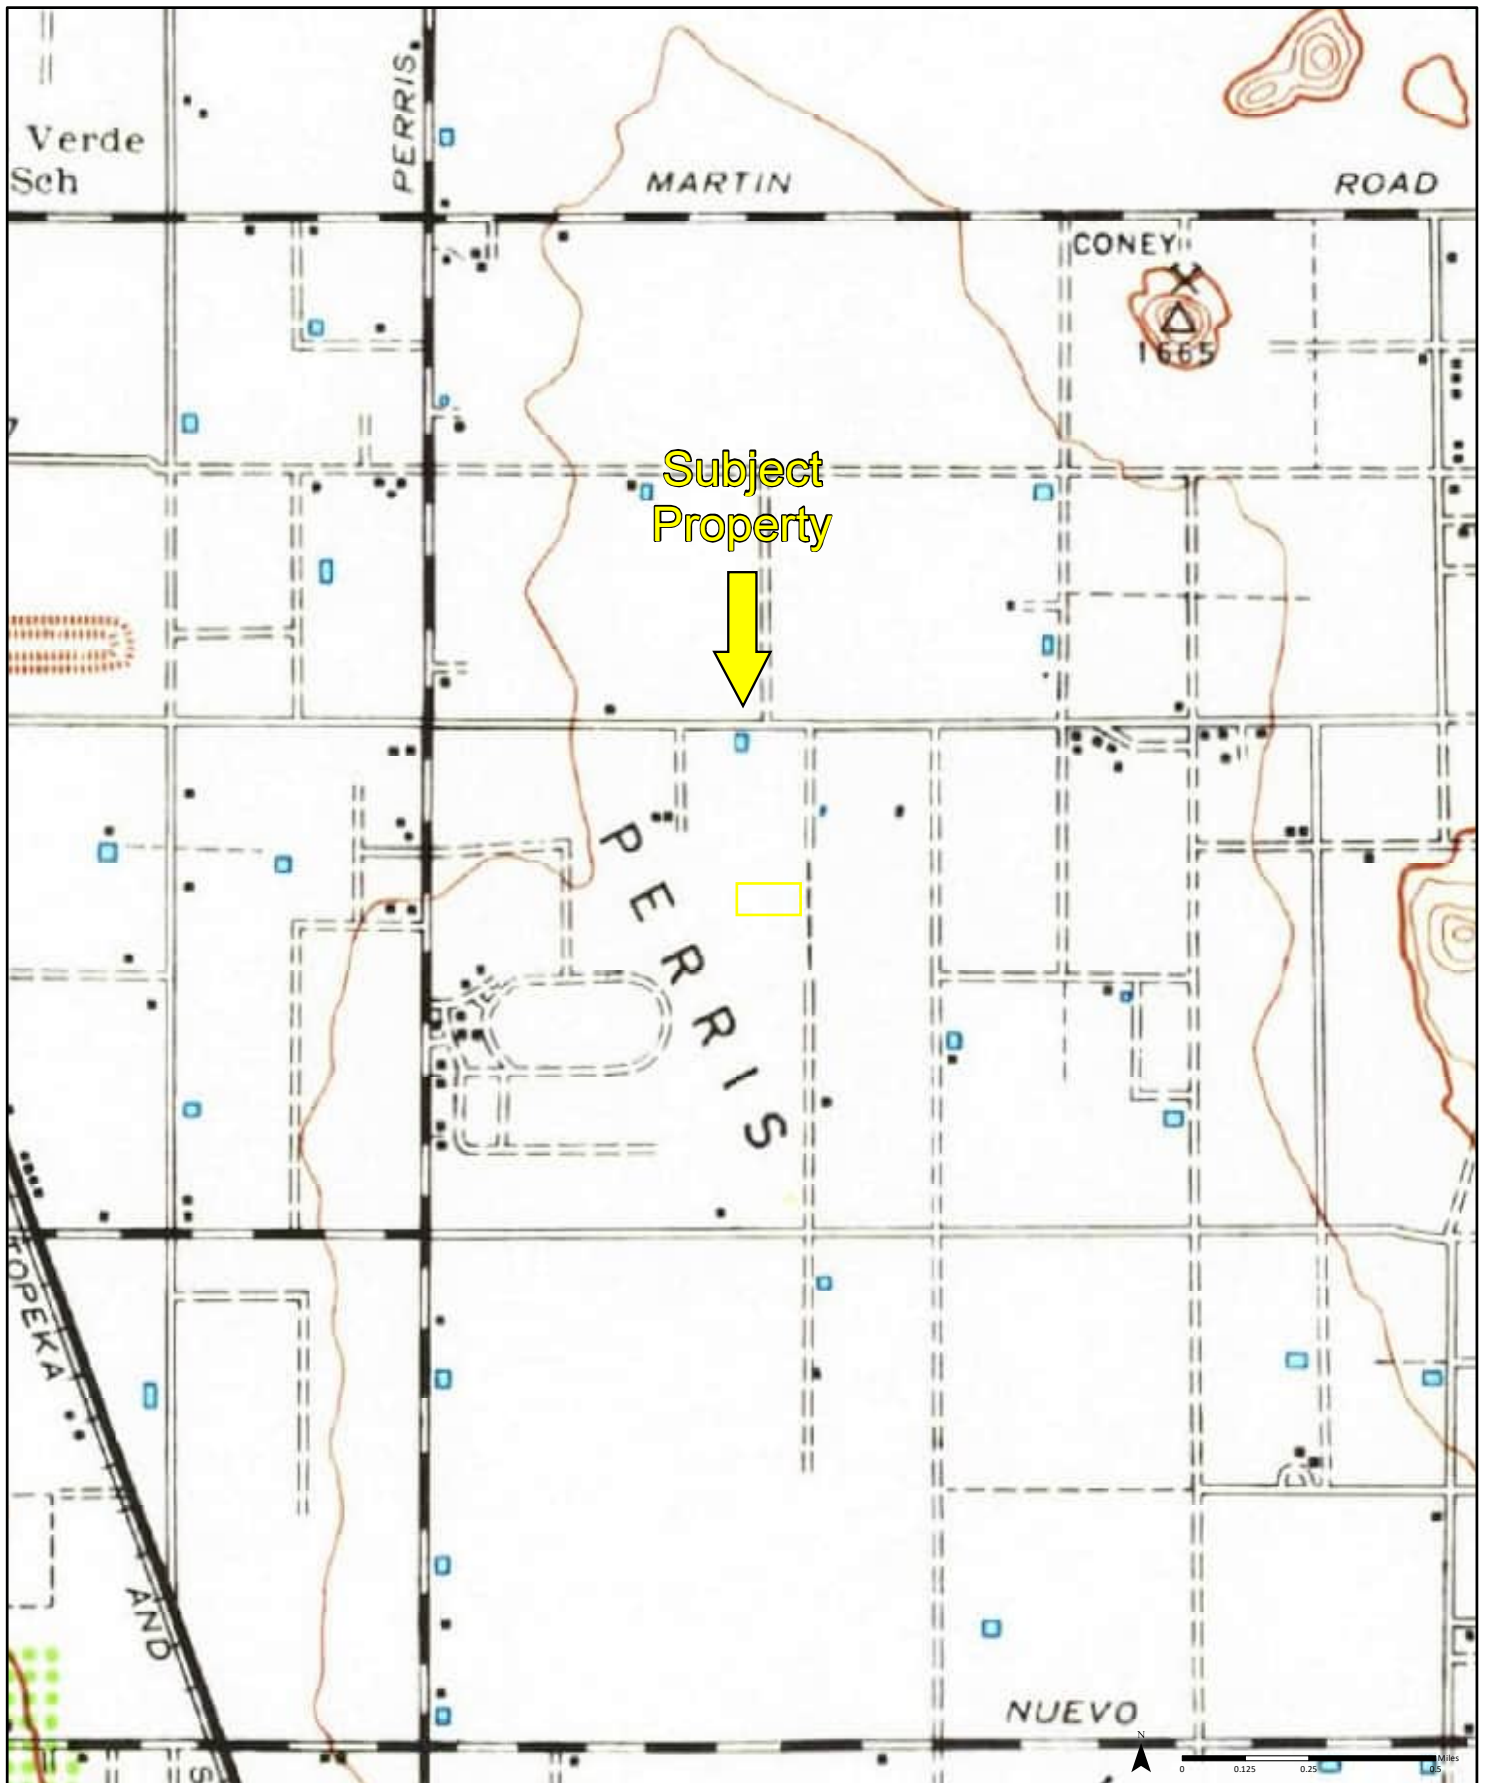 PERRIS
Verde
Sch
MARTIN
ROAD
CONEY
1665
Subject
Property
PERRIS
TOPEKA
AND
S
NUEVO
N
Miles
0 0.125 0.25 0.5